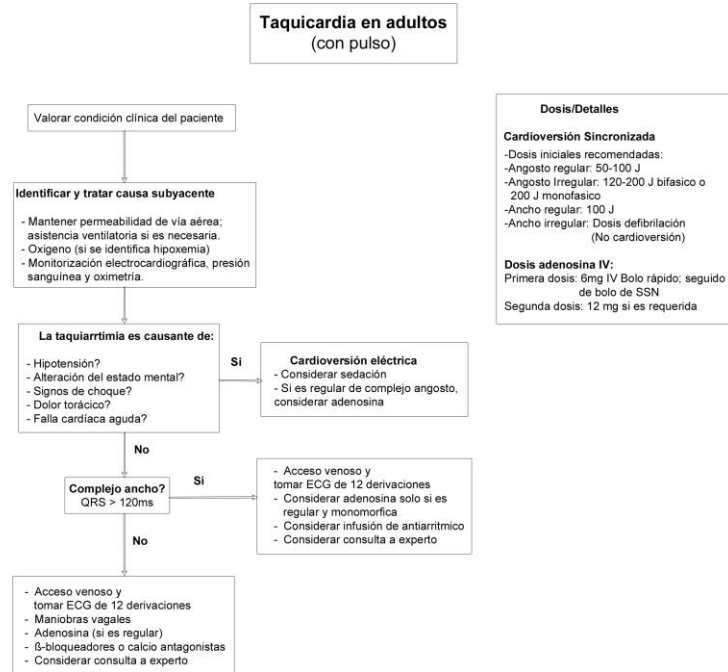 Taquicardia en adultos
(con pulso)
Valorar condición clínica del paciente
Identificar y tratar causa subyacente
- Mantener permeabilidad de vía aérea;
asistencia ventilatoria si es necesaria.
- Oxigeno (si se identifica hipoxemia)
- Monitorización electrocardiográfica, presión
sanguínea y oximetría.
La taquiarrtimia es causante de:
- Hipotensión?
- Alteración del estado mental?
- Signos de choque?
- Dolor torácico?
- Falla cardíaca aguda?
Si
Cardioversión eléctrica
- Considerar sedación
- Si es regular de complejo angosto,
considerar adenosina
No
Complejo ancho?
QRS > 120ms
Si
- Acceso venoso y
tomar ECG de 12 derivaciones
- Considerar adenosina solo si es
regular y monomorfica
- Considerar infusión de antiarritmico
- Considerar consulta a experto
No
- Acceso venoso y
tomar ECG de 12 derivaciones
- Maniobras vagales
- Adenosina (si es regular)
- ß-bloqueadores o calcio antagonistas
- Considerar consulta a experto
Dosis/Detalles
Cardioversión Sincronizada
-Dosis iniciales recomendadas:
-Angosto regular: 50-100 J
-Angosto Irregular: 120-200 J bifasico o
200 J monofasico
-Ancho regular: 100 J
-Ancho irregular: Dosis defibrilación
(No cardioversión)
Dosis adenosina IV:
Primera dosis: 6mg IV Bolo rápido; seguido
de bolo de SSN
Segunda dosis: 12 mg si es requerida